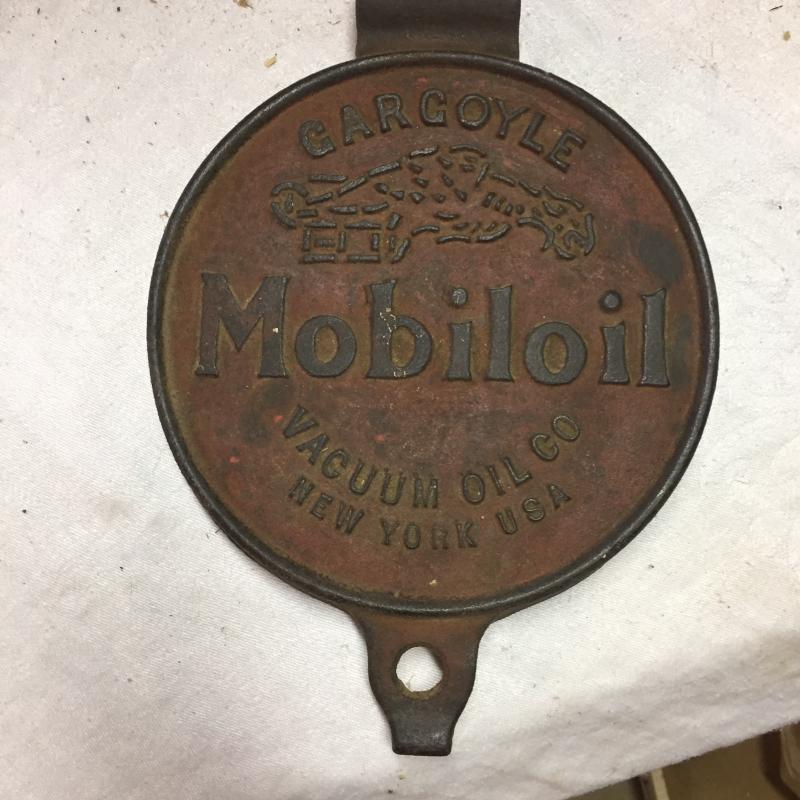 GARGOYLE
Mobiloil
VACUUM OIL CO
NEW YORK USA